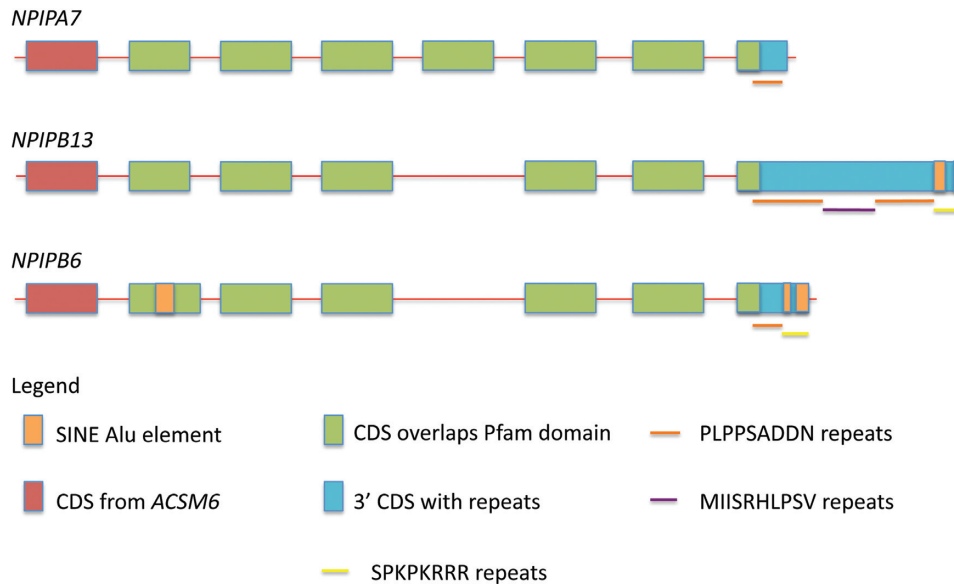 NPIPA7
NPIPB13
NPIPB6
Legend
SINE Alu element
CDS overlaps Pfam domain
PLPPSADDN repeats
CDS from ACSM6
3' CDS with repeats
MIISRHLPSV repeats
SPKPKRRR repeats